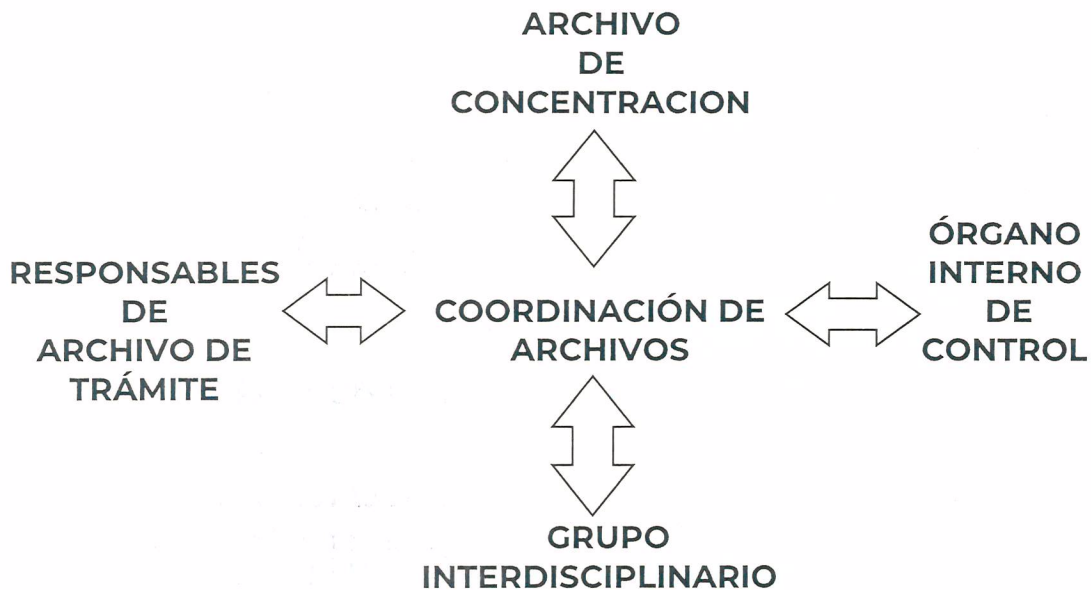 ARCHIVO
DE
CONCENTRACION
RESPONSABLES
DE
ARCHIVO DE
TRÁMITE
COORDINACIÓN DE
ARCHIVOS
ÓRGANO
INTERNO
DE
CONTROL
GRUPO
INTERDISCIPLINARIO